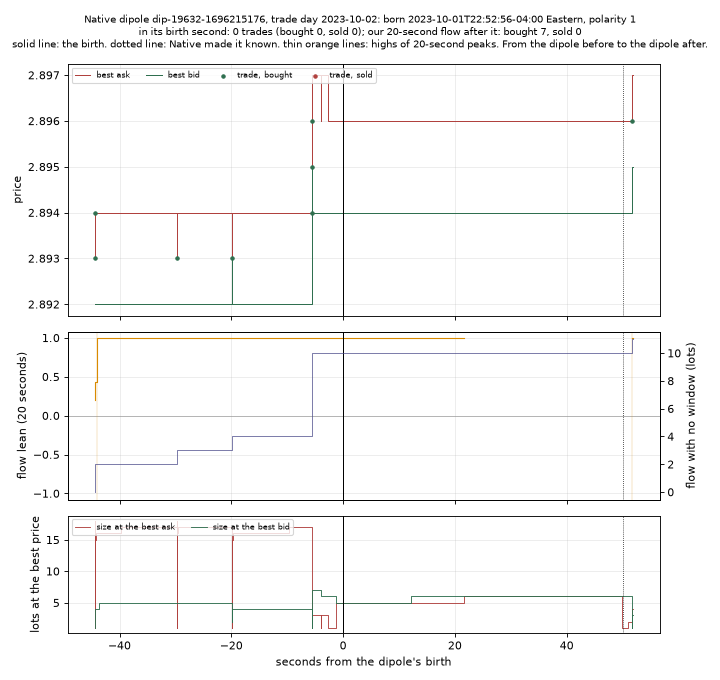 Native dipole dip-19632-1696215176, trade day 2023-10-02: born 2023-10-01T22:52:56-04:00 Eastern, polarity 1
in its birth second: 0 trades (bought 0, sold 0); our 20-second flow after it: bought 7, sold 0
solid line: the birth. dotted line: Native made it known. thin orange lines: highs of 20-second peaks. From the dipole before to the dipole after.
best ask
best bid
trade, bought
trade, sold
2.897
2.896
2.895
2.894
2.893
2.892
price
1.0
0.5
0.0
−0.5
−1.0
flow lean (20 seconds)
10
8
6
4
2
0
flow with no window (lots)
size at the best ask
size at the best bid
15
10
5
lots at the best price
−40
−20
0
20
40
seconds from the dipole's birth